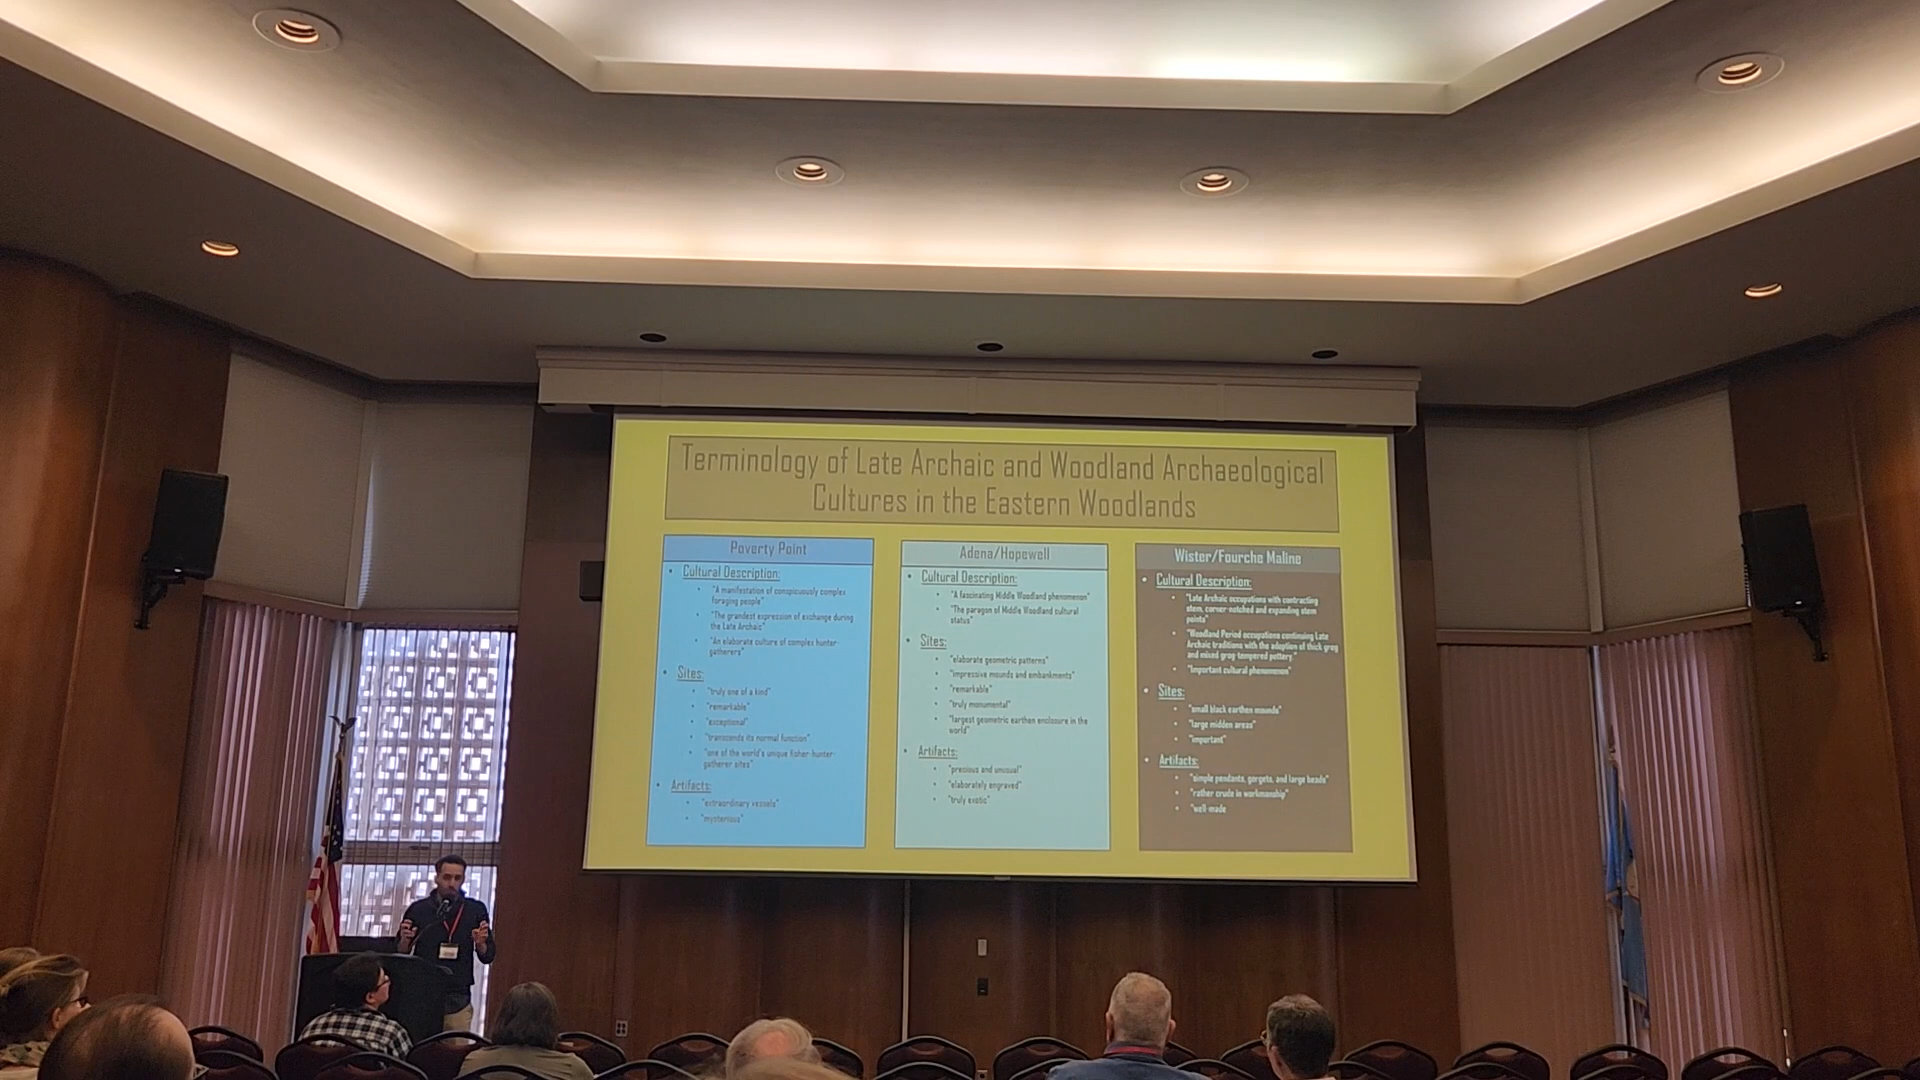 Terminology of Late Archaic and Woodland Archaeological
Cultures in the Eastern Woodlands
Poverty Point
• Cultural Description:
• "A manifestation of conspicuously complex
foraging people"
• "The grandest expression of exchange during
the Late Archaic"
• "An elaborate culture of complex hunter-
gatherers"
• Sites:
• "truly one of a kind"
• "remarkable"
• "exceptional"
• "transcends its normal function"
• "one of the world's unique fisher-hunter-
gatherer sites"
• Artifacts:
• "extraordinary vessels"
• "mysterious"
Adena/Hopewell
• Cultural Description:
• "A fascinating Middle Woodland phenomenon"
• "The paragon of Middle Woodland cultural
status"
• Sites:
• "elaborate geometric patterns"
• "impressive mounds and embankments"
• "remarkable"
• "truly monumental"
• "largest geometric earthen enclosure in the
world"
• Artifacts:
• "precious and unusual"
• "elaborately engraved"
• "truly exotic"
Wister/Fourche Maline
• Cultural Description:
• "Late Archaic occupations with contracting
stem, corner-notched and expanding stem
points"
• "Woodland Period occupations continuing Late
Archaic traditions with the adoption of thick grog
and mixed grog-tempered pottery."
• "Important cultural phenomenon"
• Sites:
• "small black earthen mounds"
• "large midden areas"
• "important"
• Artifacts:
• "simple pendants, gorgets, and large beads"
• "rather crude in workmanship"
• "well-made